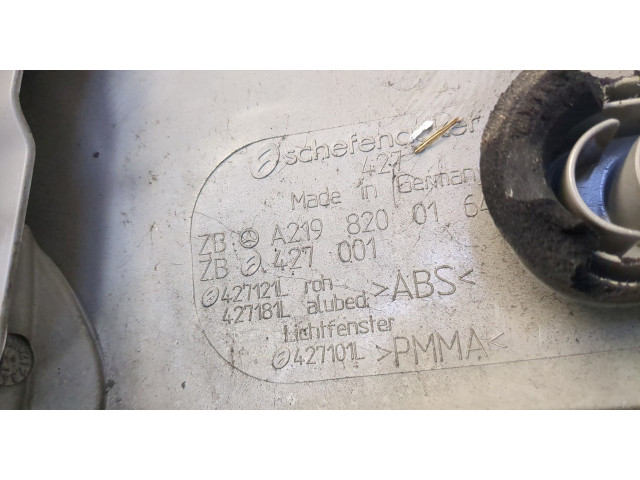 schefenacker
427
Made in Germany
ZB A219 820 01 64
ZB 427 001
427121L roh >ABS<
427181L alubed.
Lichtfenster
427101L >PMMA<